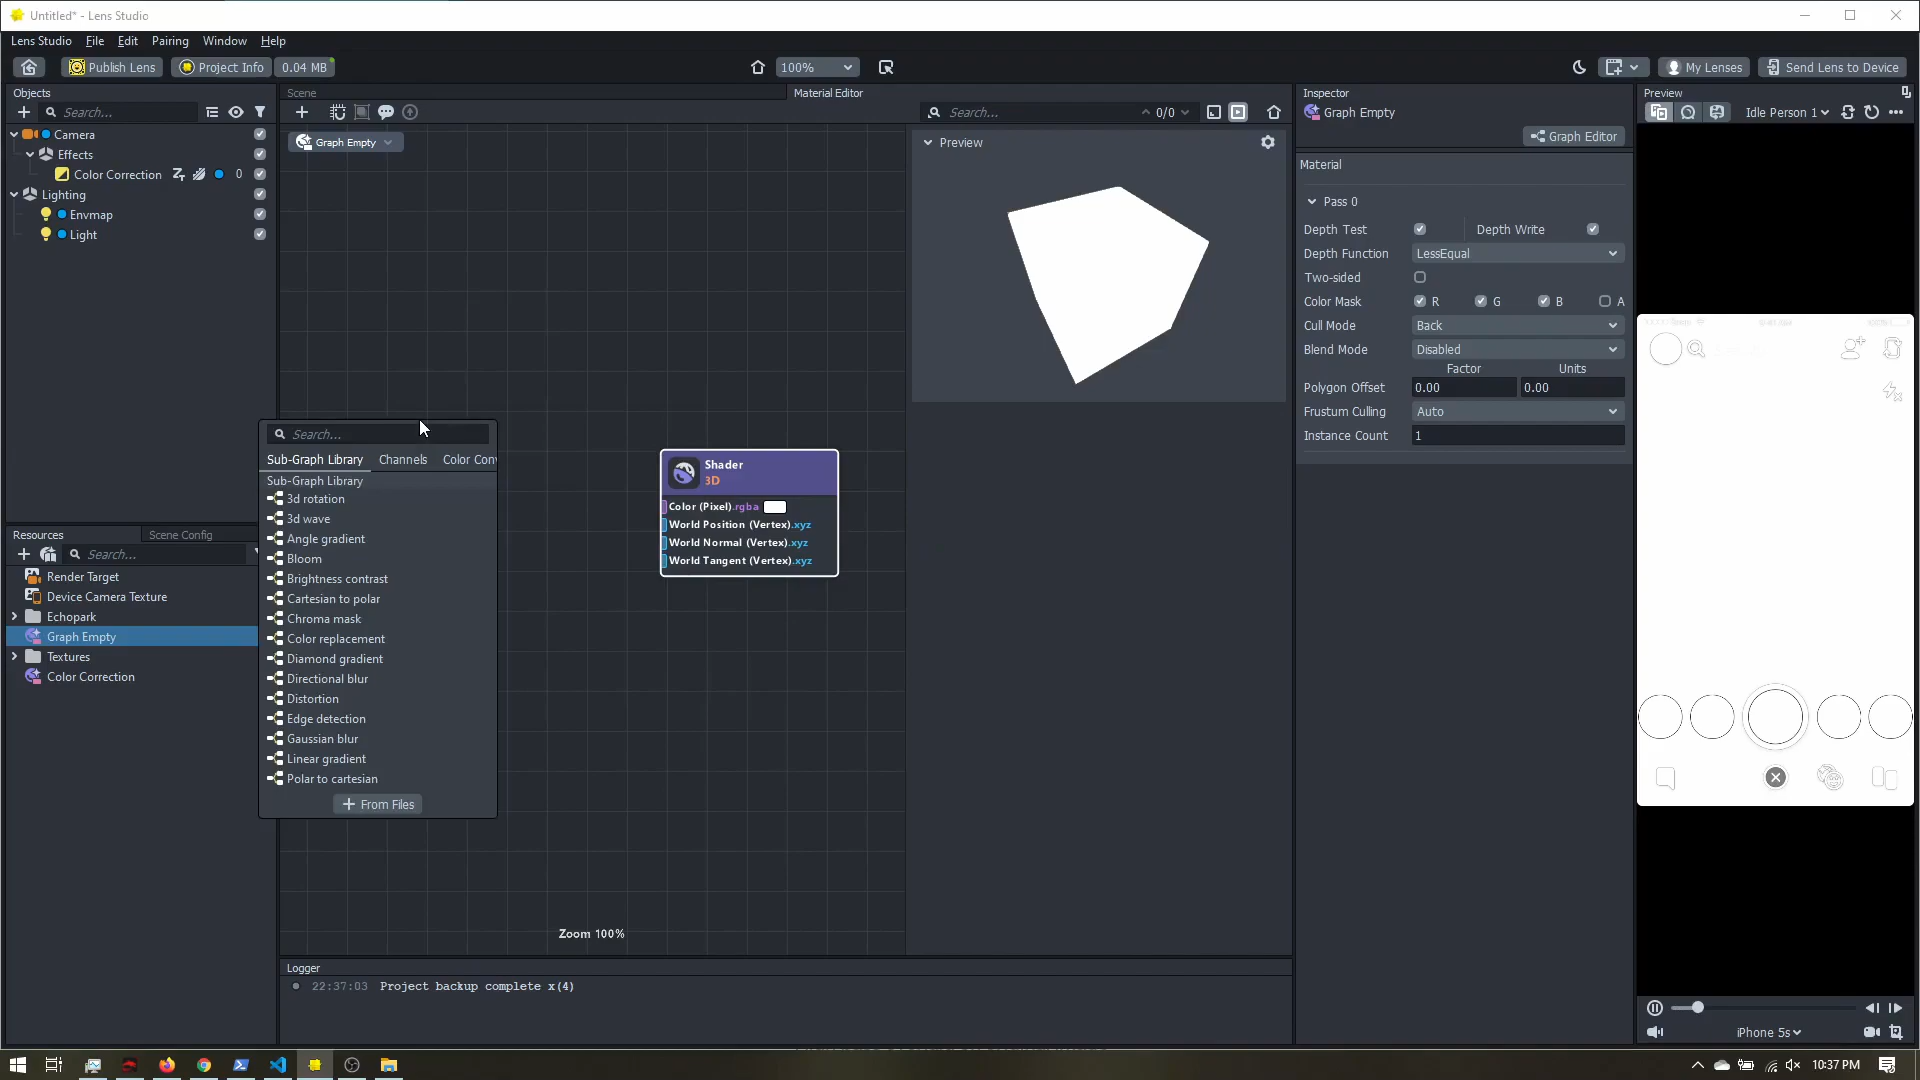 Untitled* - Lens Studio
Lens Studio File Edit Pairing Window Help
Publish Lens Project Info 0.04 MB 100% My Lenses Send Lens to Device
Objects
Search...
Camera
Effects
Color Correction 0
Lighting
Envmap
Light
Resources Scene Config
Search...
Render Target
Device Camera Texture
Echopark
Graph Empty
Textures
Color Correction
Scene Material Editor
Search... 0/0
Graph Empty
Search...
Sub-Graph Library Channels Color Con
Sub-Graph Library
3d rotation
3d wave
Angle gradient
Bloom
Brightness contrast
Cartesian to polar
Chroma mask
Color replacement
Diamond gradient
Directional blur
Distortion
Edge detection
Gaussian blur
Linear gradient
Polar to cartesian
From Files
Shader
3D
Color (Pixel).rgba
World Position (Vertex).xyz
World Normal (Vertex).xyz
World Tangent (Vertex).xyz
Zoom 100%
Preview
Logger
22:37:03 Project backup complete x(4)
Inspector
Graph Empty
Graph Editor
Material
Pass 0
Depth Test Depth Write
Depth Function LessEqual
Two-sided
Color Mask R G B A
Cull Mode Back
Blend Mode Disabled
Factor Units
Polygon Offset 0.00 0.00
Frustum Culling Auto
Instance Count 1
Preview
Idle Person 1
iPhone 5s
10:37 PM